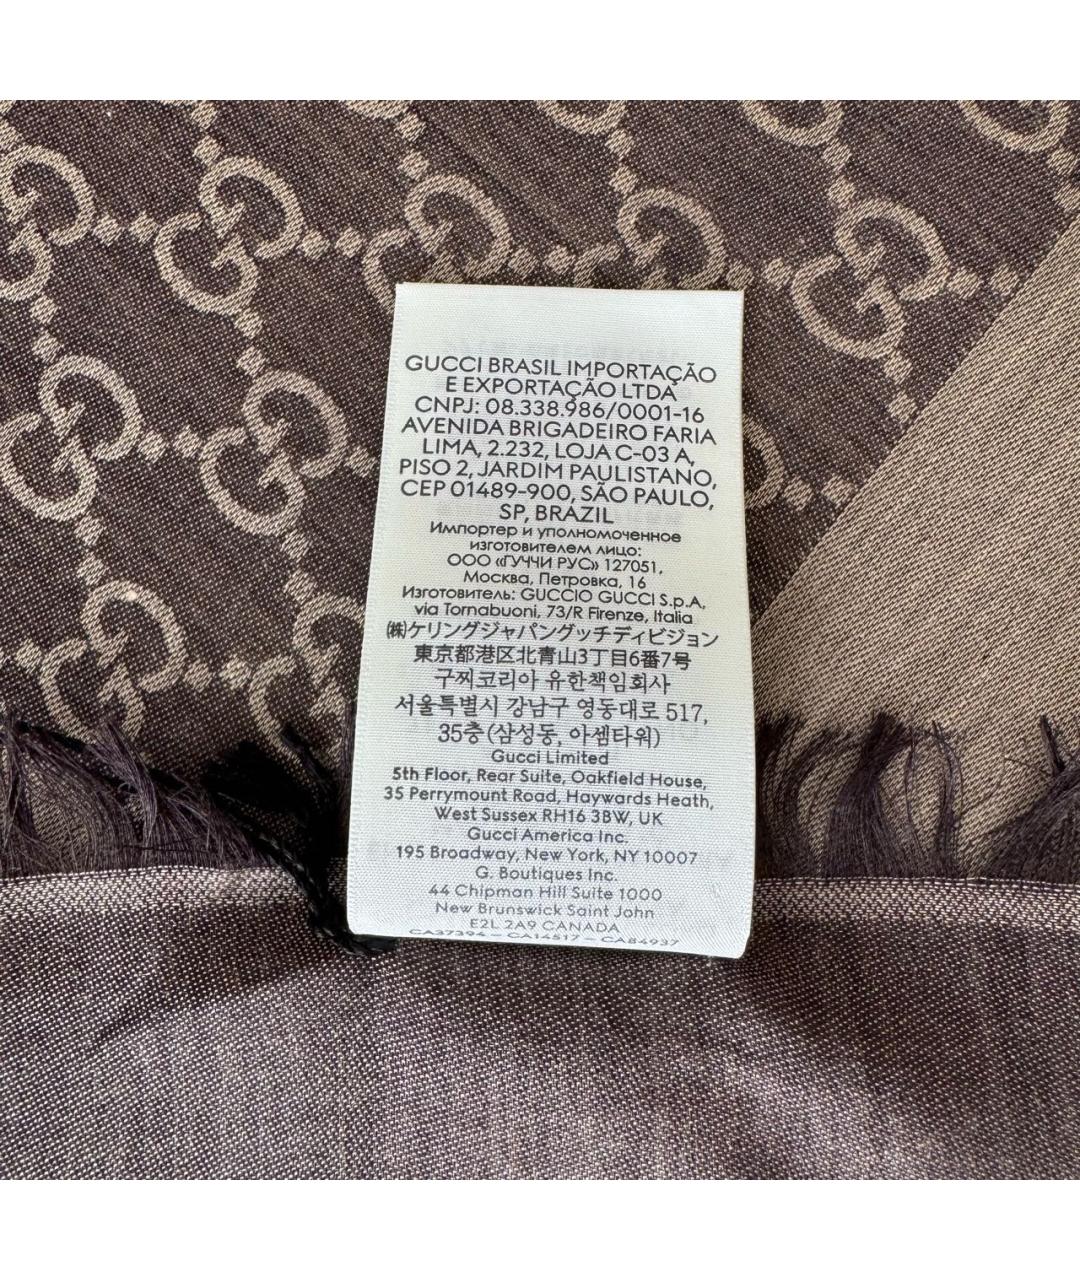 GUCCI BRASIL IMPORTAÇÃO
E EXPORTAÇÃO LTDA
CNPJ: 08.338.986/0001-16
AVENIDA BRIGADEIRO FARIA
LIMA, 2.232, LOJA C-03 A,
PISO 2, JARDIM PAULISTANO,
CEP 01489-900, SÃO PAULO,
SP, BRAZIL
Импортер и уполномоченное
изготовителем лицо:
ООО «ГУЧЧИ РУС» 127051,
Москва, Петровка, 16
Изготовитель: GUCCIO GUCCI S.p.A,
via Tornabuoni, 73/R Firenze, Italia
㈱ケリングジャパングッチディビジョン
東京都港区北青山3丁目6番7号
구찌코리아 유한책임회사
서울특별시 강남구 영동대로 517,
35층 (삼성동, 아셈타워)
Gucci Limited
5th Floor, Rear Suite, Oakfield House,
35 Perrymount Road, Haywards Heath,
West Sussex RH16 3BW, UK
Gucci America Inc.
195 Broadway, New York, NY 10007
G. Boutiques Inc.
44 Chipman Hill Suite 1000
New Brunswick Saint John
E2L 2A9 CANADA
CA37394 – CA14517 – CA84937